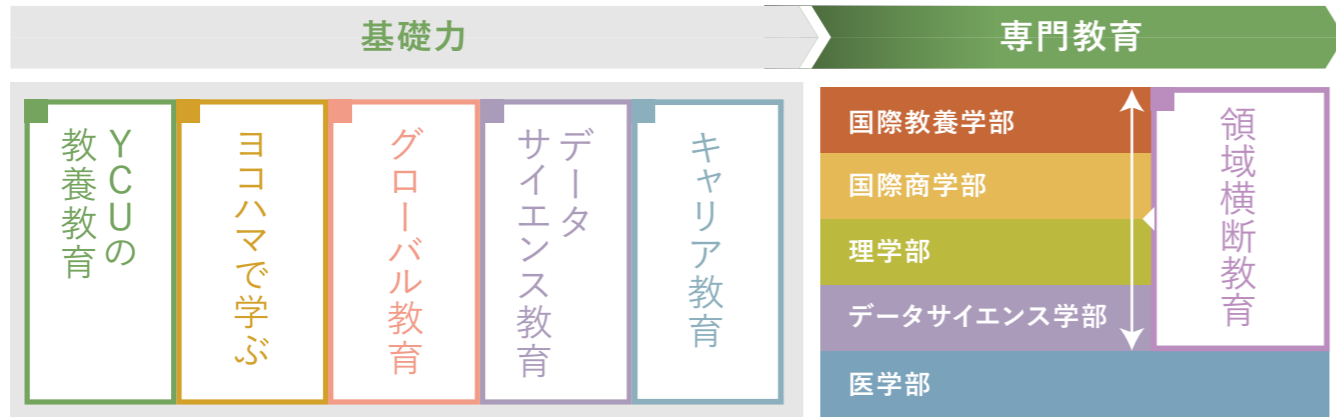 基礎力
専門教育
YCUの
教養教育
ヨコハマで学ぶ
グローバル教育
データ
サイエンス教育
キャリア教育
国際教養学部
国際商学部
理学部
データサイエンス学部
医学部
領域横断教育